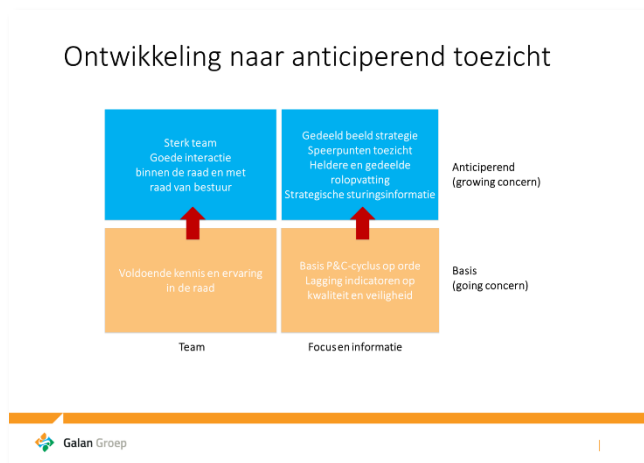 Ontwikkeling naar anticiperend toezicht
Sterk team
Goede interactie
binnen de raad en met
raad van bestuur
Gedeeld beeld strategie
Speerpunten toezicht
Heldere en gedeelde
rolopvatting
Strategische sturingsinformatie
Anticiperend
(growing concern)
Voldoende kennis en ervaring
in de raad
Basis P&C-cyclus op orde
Lagging indicatoren op
kwaliteit en veiligheid
Basis
(going concern)
Team
Focus en informatie
Galan Groep